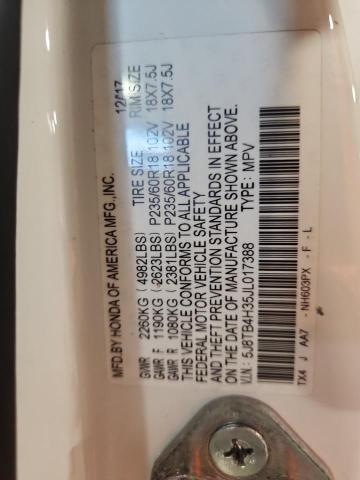 MFD.BY HONDA OF AMERICA MFG.,INC. 12/17
TIRE SIZE RIM SIZE
GVWR 2260KG (4982LBS)
GAWR F 1190KG (2623LBS) P235/60R18 102V 18X7.5J
GAWR R 1080KG (2381LBS) P235/60R18 102V 18X7.5J
THIS VEHICLE CONFORMS TO ALL APPLICABLE
FEDERAL MOTOR VEHICLE SAFETY
AND THEFT PREVENTION STANDARDS IN EFFECT
ON THE DATE OF MANUFACTURE SHOWN ABOVE.
V.I.N.: 5J8TB4H35JL017388 TYPE: MPV
TX4 J AA7 - NH603PX - F - L